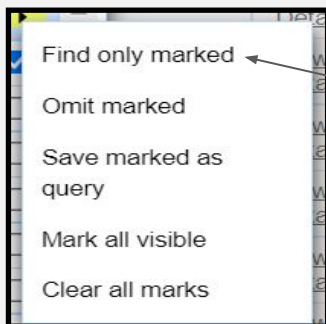 Find only marked
Omit marked
Save marked as
query
Mark all visible
Clear all marks